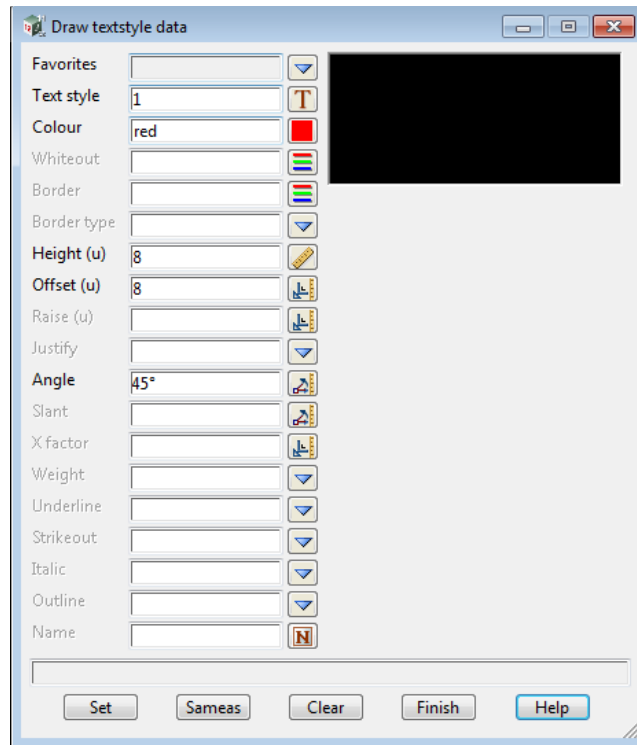 Draw textstyle data
Favorites
Text style 1 T
Colour red
Whiteout
Border
Border type
Height (u) 8
Offset (u) 8
Raise (u)
Justify
Angle 45°
Slant
X factor
Weight
Underline
Strikeout
Italic
Outline
Name N
Set Sameas Clear Finish Help